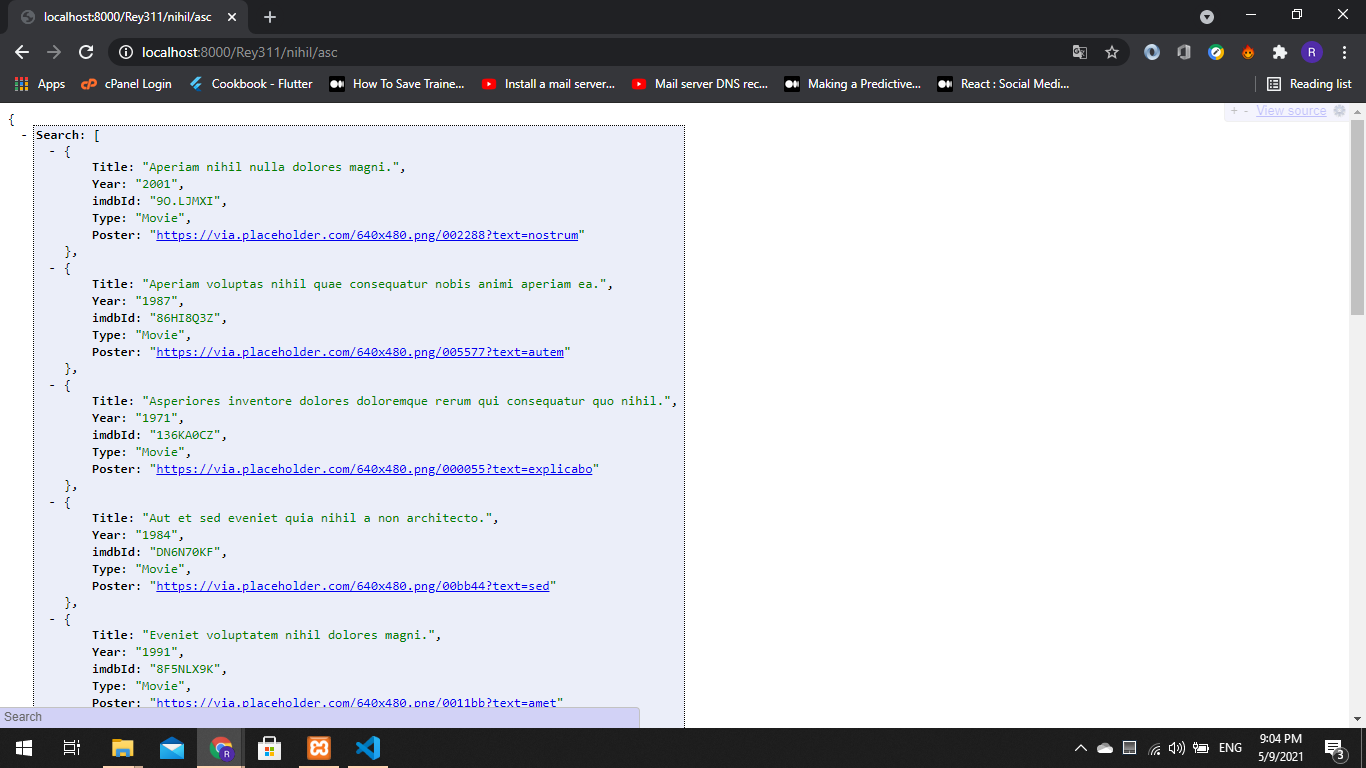 localhost:8000/Rey311/nihil/asc
localhost:8000/Rey311/nihil/asc
R
Apps
cPanel Login
Cookbook - Flutter
How To Save Traine...
Install a mail server...
Mail server DNS rec...
Making a Predictive...
React : Social Medi...
Reading list
+ - View source
{
- Search: [
- {
Title: "Aperiam nihil nulla dolores magni.",
Year: "2001",
imdbId: "9O.LJMXI",
Type: "Movie",
Poster: "https://via.placeholder.com/640x480.png/002288?text=nostrum"
},
- {
Title: "Aperiam voluptas nihil quae consequatur nobis animi aperiam ea.",
Year: "1987",
imdbId: "86HI8Q3Z",
Type: "Movie",
Poster: "https://via.placeholder.com/640x480.png/005577?text=autem"
},
- {
Title: "Asperiores inventore dolores doloremque rerum qui consequatur quo nihil.",
Year: "1971",
imdbId: "136KA0CZ",
Type: "Movie",
Poster: "https://via.placeholder.com/640x480.png/000055?text=explicabo"
},
- {
Title: "Aut et sed eveniet quia nihil a non architecto.",
Year: "1984",
imdbId: "DN6N70KF",
Type: "Movie",
Poster: "https://via.placeholder.com/640x480.png/00bb44?text=sed"
},
- {
Title: "Eveniet voluptatem nihil dolores magni.",
Year: "1991",
imdbId: "8F5NLX9K",
Type: "Movie",
Poster: "https://via.placeholder.com/640x480.png/0011bb?text=amet"
Search
R
ENG
9:04 PM
5/9/2021
3